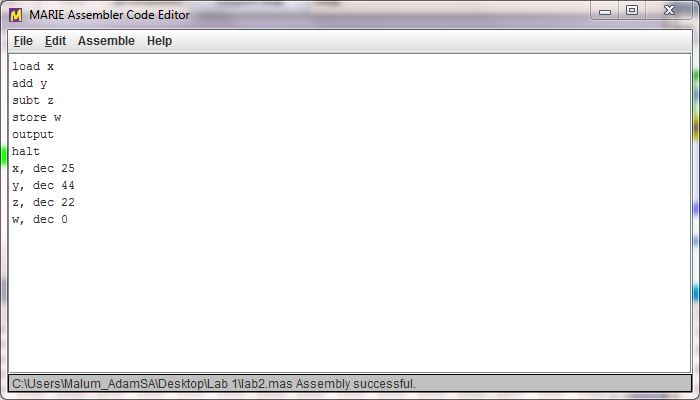 MARIE Assembler Code Editor
File Edit Assemble Help
load x
add y
subt z
store w
output
halt
x, dec 25
y, dec 44
z, dec 22
w, dec 0
C:\Users\Malum_AdamSA\Desktop\Lab 1\lab2.mas Assembly successful.